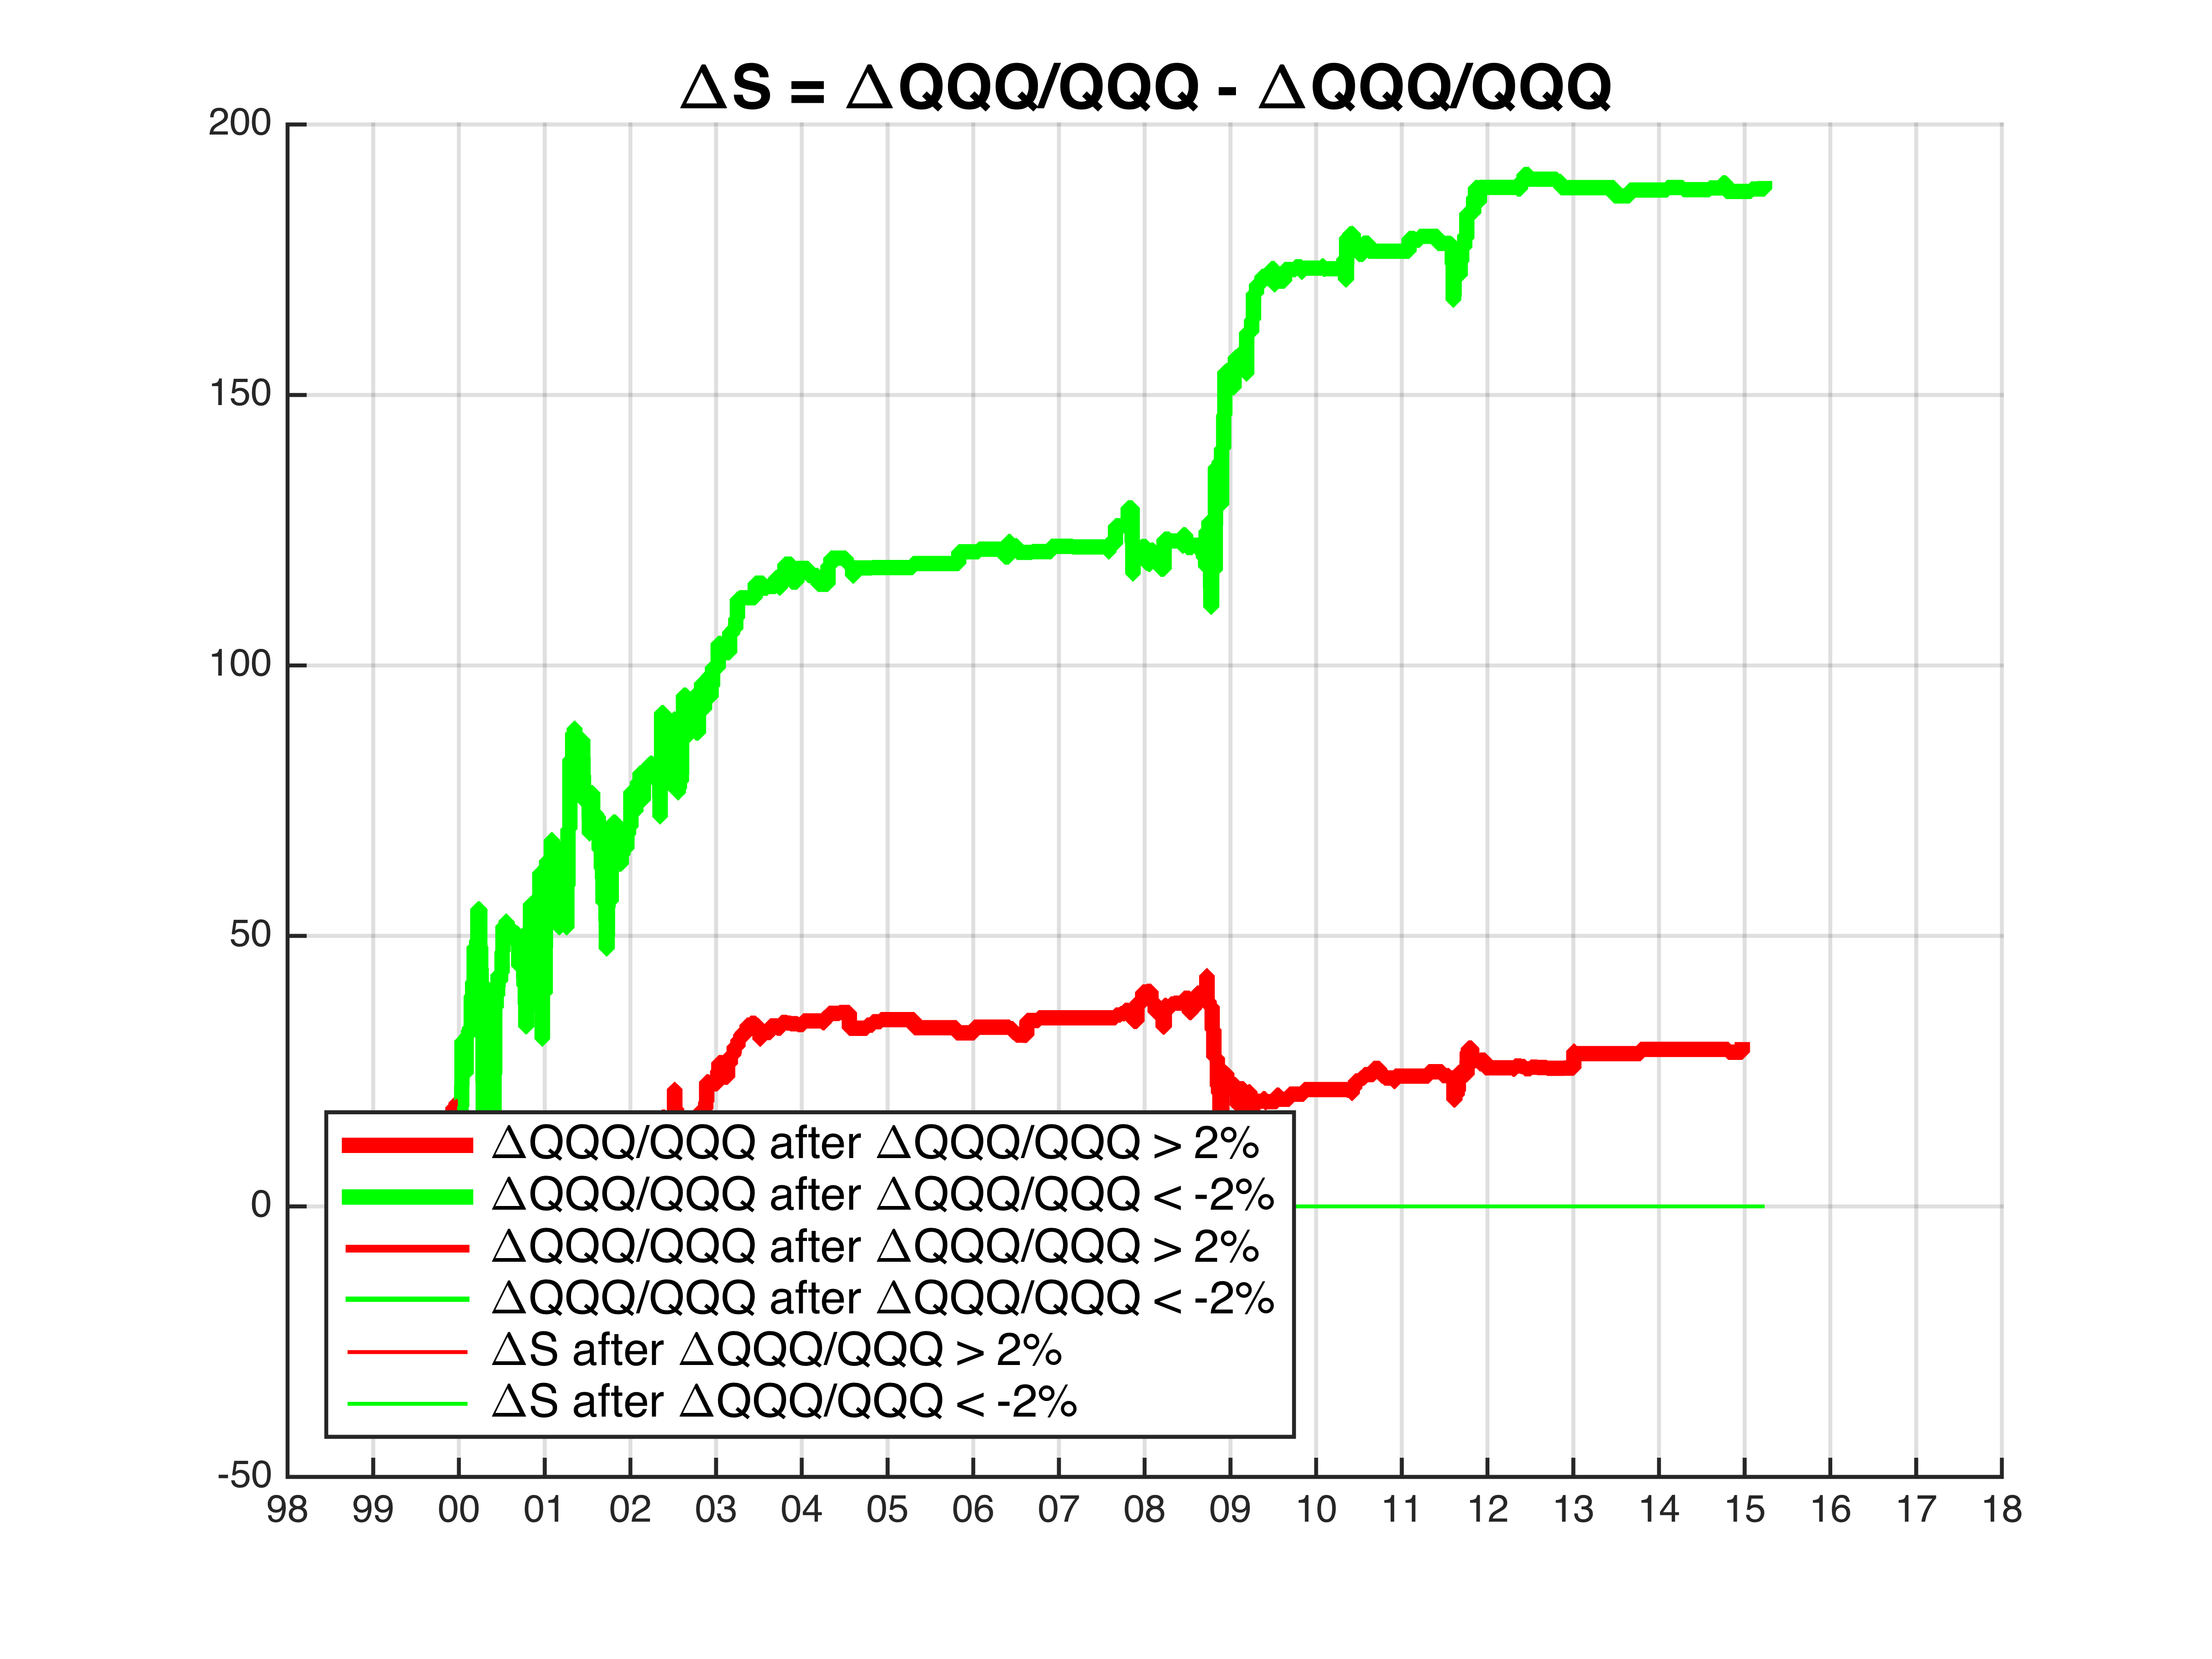 ΔS = ΔQQQ/QQQ - ΔQQQ/QQQ
200
150
100
50
0
-50
ΔQQQ/QQQ after ΔQQQ/QQQ > 2%
ΔQQQ/QQQ after ΔQQQ/QQQ < -2%
ΔQQQ/QQQ after ΔQQQ/QQQ > 2%
ΔQQQ/QQQ after ΔQQQ/QQQ < -2%
ΔS after ΔQQQ/QQQ > 2%
ΔS after ΔQQQ/QQQ < -2%
98 99 00 01 02 03 04 05 06 07 08 09 10 11 12 13 14 15 16 17 18